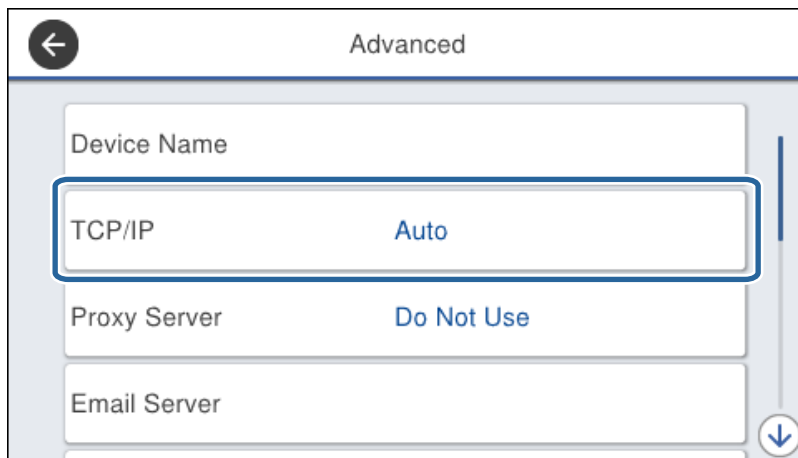 Advanced
Device Name
TCP/IP Auto
Proxy Server Do Not Use
Email Server